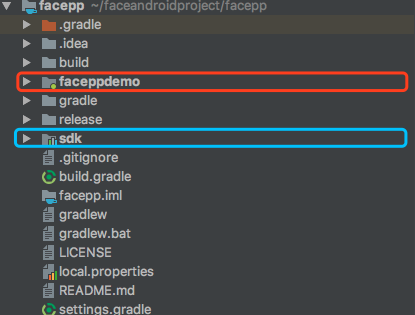 facepp ~/faceandroidproject/facepp
.gradle
.idea
build
faceppdemo
gradle
release
sdk
.gitignore
build.gradle
facepp.iml
gradlew
gradlew.bat
LICENSE
local.properties
README.md
settings.gradle